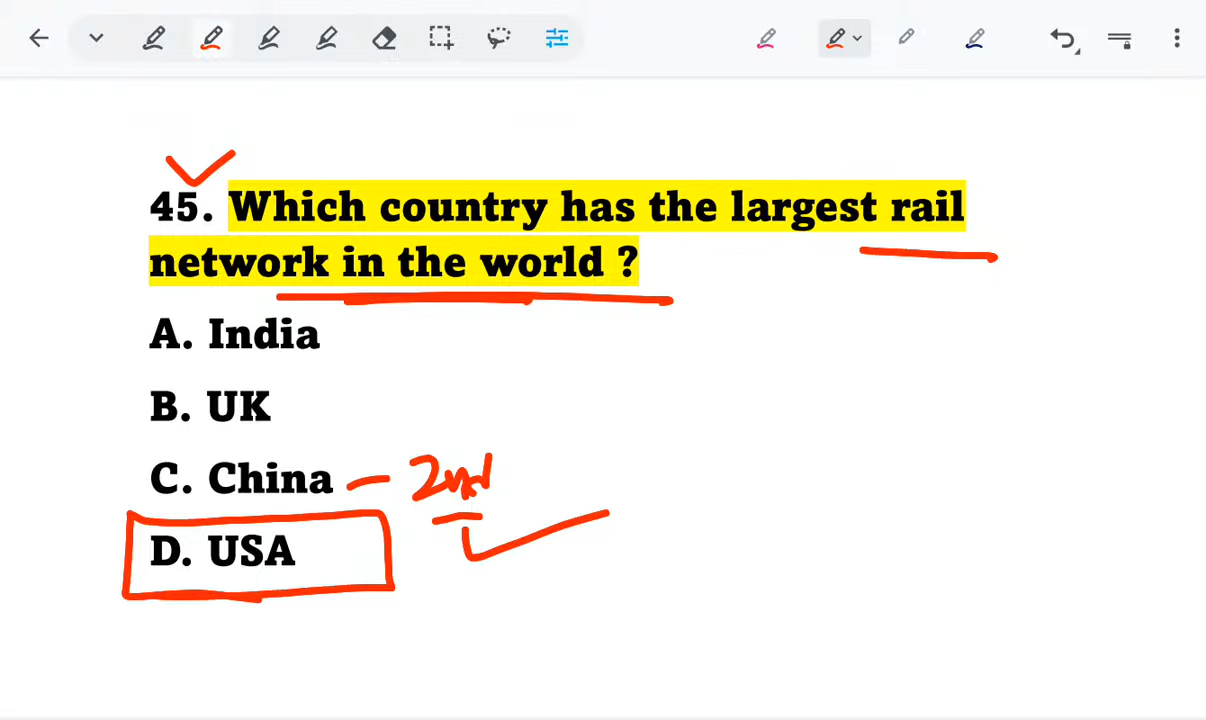 45. Which country has the largest rail
network in the world ?
A. India
B. UK
C. China – 2nd
D. USA